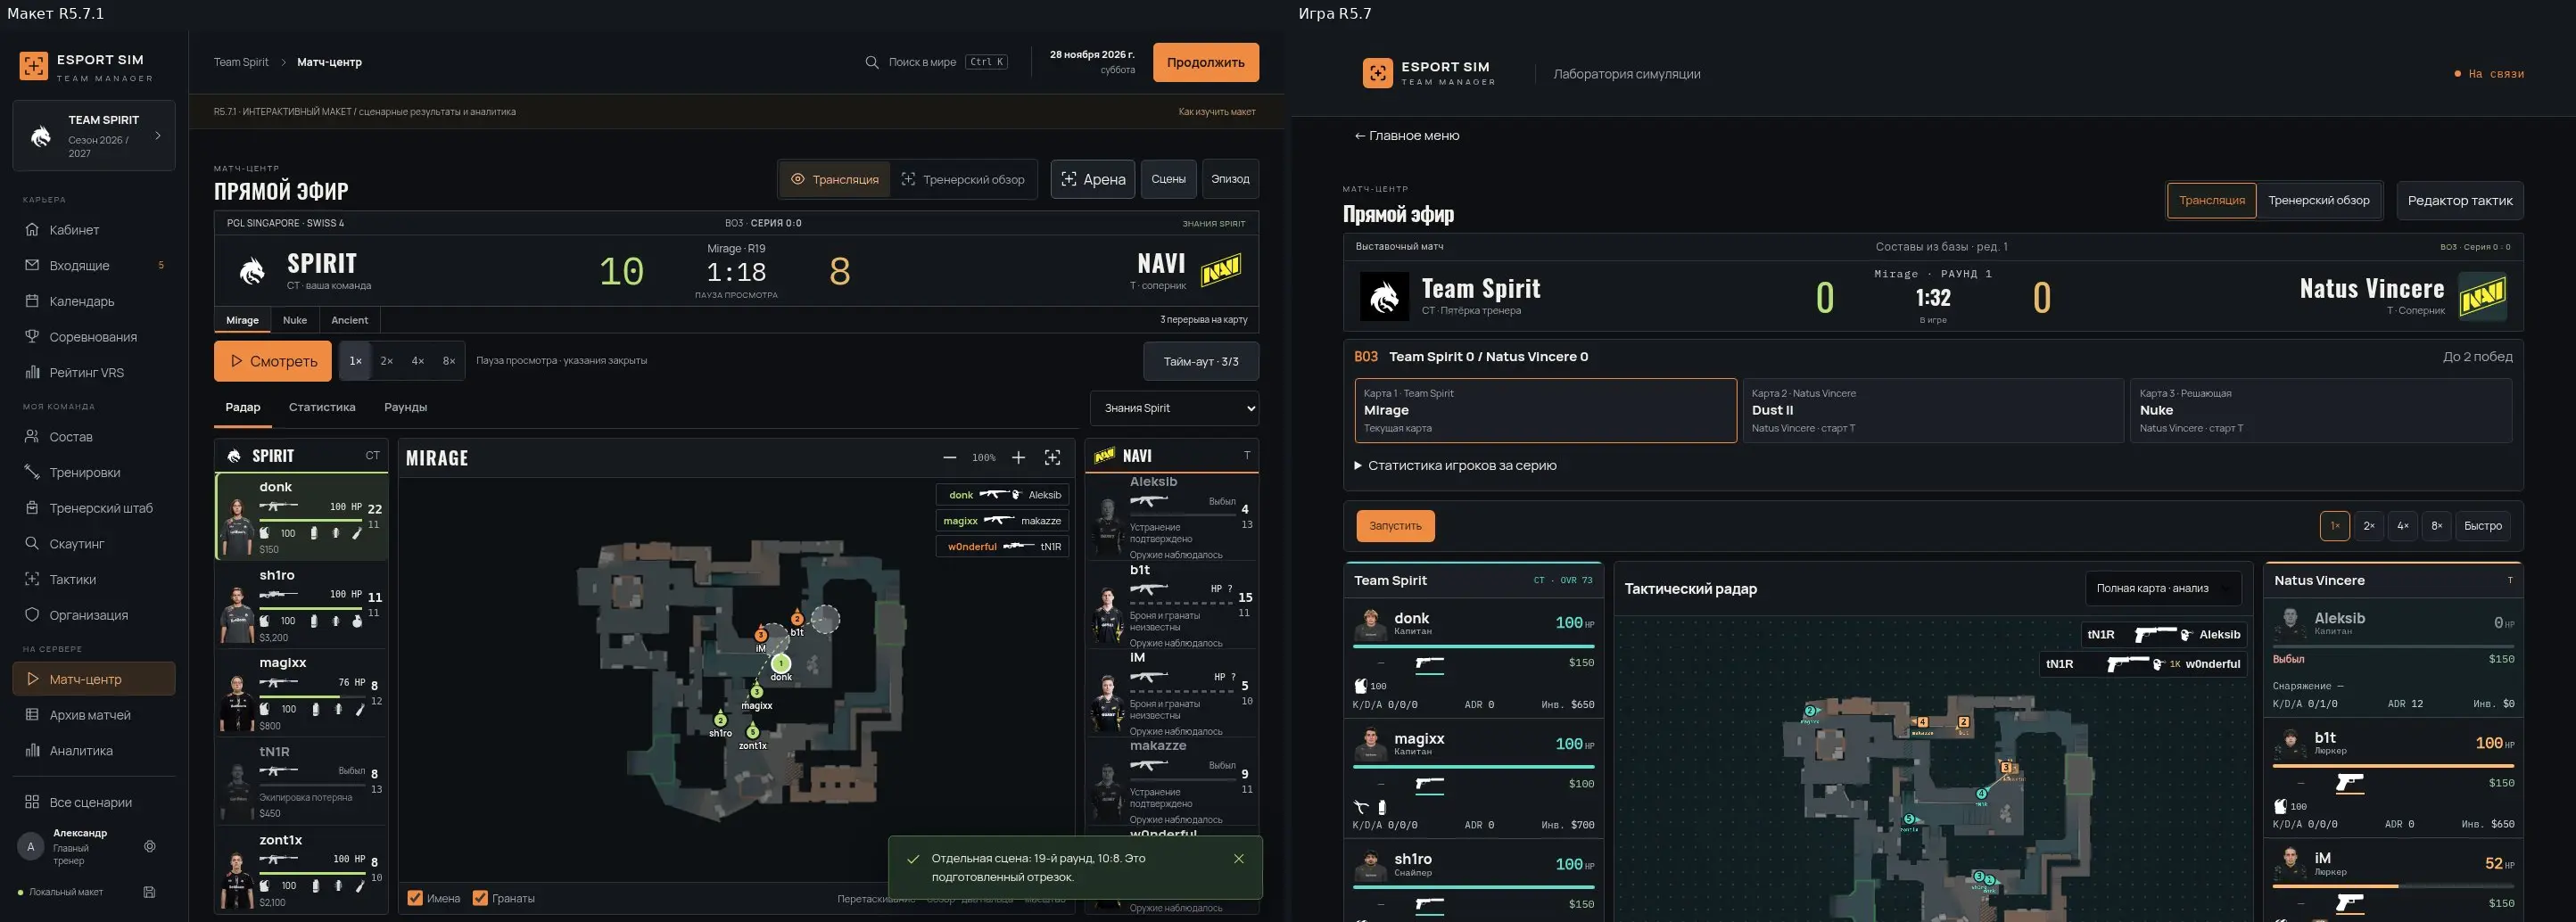 Макет R5.7.1
ESPORT SIM
TEAM MANAGER
TEAM SPIRIT
Сезон 2026 /
2027
КАРЬЕРА
Кабинет
Входящие 5
Календарь
Соревнования
Рейтинг VRS
МОЯ КОМАНДА
Состав
Тренировки
Тренерский штаб
Скаутинг
Тактики
Организация
НА СЕРВЕРЕ
Матч-центр
Архив матчей
Аналитика
Все сценарии
А
Александр
Главный
тренер
Локальный макет
Team Spirit > Матч-центр
Поиск в мире Ctrl K
28 ноября 2026 г.
суббота
Продолжить
R5.7.1 · ИНТЕРАКТИВНЫЙ МАКЕТ / сценарные результаты и аналитика
Как изучить макет
МАТЧ-ЦЕНТР
ПРЯМОЙ ЭФИР
Трансляция
Тренерский обзор
Арена
Сцены
Эпизод
PGL SINGAPORE · SWISS 4
BO3 · СЕРИЯ 0:0
ЗНАНИЯ SPIRIT
SPIRIT
CT · ваша команда
10
Mirage · R19
1:18
ПАУЗА ПРОСМОТРА
8
NAVI
T · соперник
Mirage
Nuke
Ancient
3 перерыва на карту
Смотреть
1× 2× 4× 8×
Пауза просмотра · указания закрыты
Тайм-аут · 3/3
Радар
Статистика
Раунды
Знания Spirit
SPIRIT CT
donk
100 HP 22
11
100
$150
sh1ro
100 HP 11
11
100
$3,200
magixx
76 HP 8
12
100
$800
tN1R
Выбыл 8
13
Экипировка потеряна
$450
zont1x
100 HP 8
10
100
$2,100
MIRAGE
100%
donk Aleksib
magixx makazze
w0nderful tN1R
2
b1t
3
iM
1
donk
3
magixx
2
sh1ro
5
zont1x
Имена
Гранаты
NAVI T
Aleksib
Выбыл 4
13
Устранение
подтверждено
Оружие наблюдалось
b1t
HP ? 15
11
Броня и гранаты
неизвестны
Оружие наблюдалось
iM
HP ? 5
10
Броня и гранаты
неизвестны
Оружие наблюдалось
makazze
Выбыл 9
11
Устранение
подтверждено
Оружие наблюдалось
w0nderful
Отдельная сцена: 19-й раунд, 10:8. Это
подготовленный отрезок.
Оружие наблюдалось
Игра R5.7
ESPORT SIM
TEAM MANAGER
Лаборатория симуляции
На связи
← Главное меню
МАТЧ-ЦЕНТР
Прямой эфир
Трансляция
Тренерский обзор
Редактор тактик
Выставочный матч
Составы из базы · ред. 1
BO3 · Серия 0 : 0
Team Spirit
CT · Пятёрка тренера
0
Mirage · РАУНД 1
1:32
В игре
0
Natus Vincere
T · Соперник
BO3 Team Spirit 0 / Natus Vincere 0
До 2 побед
Карта 1 · Team Spirit
Mirage
Текущая карта
Карта 2 · Natus Vincere
Dust II
Natus Vincere · старт T
Карта 3 · Решающая
Nuke
Natus Vincere · старт T
Статистика игроков за серию
Запустить
1× 2× 4× 8× Быстро
Team Spirit
CT · OVR 73
donk
Капитан
100 HP
— $150
100
K/D/A 0/0/0 ADR 0 Инв. $650
magixx
Капитан
100 HP
— $100
K/D/A 0/0/0 ADR 0 Инв. $700
sh1ro
Снайпер
100 HP
— $150
Тактический радар
Полная карта · анализ
tN1R Aleksib
tN1R 1K w0nderful
2
4
2
3
4
5
3
1
Natus Vincere T
Aleksib
Капитан
0 HP
Выбыл $150
Снаряжение —
K/D/A 0/1/0 ADR 12 Инв. $0
b1t
Люркер
100 HP
— $150
100
K/D/A 0/0/0 ADR 0 Инв. $650
iM
Люркер
52 HP
— $150